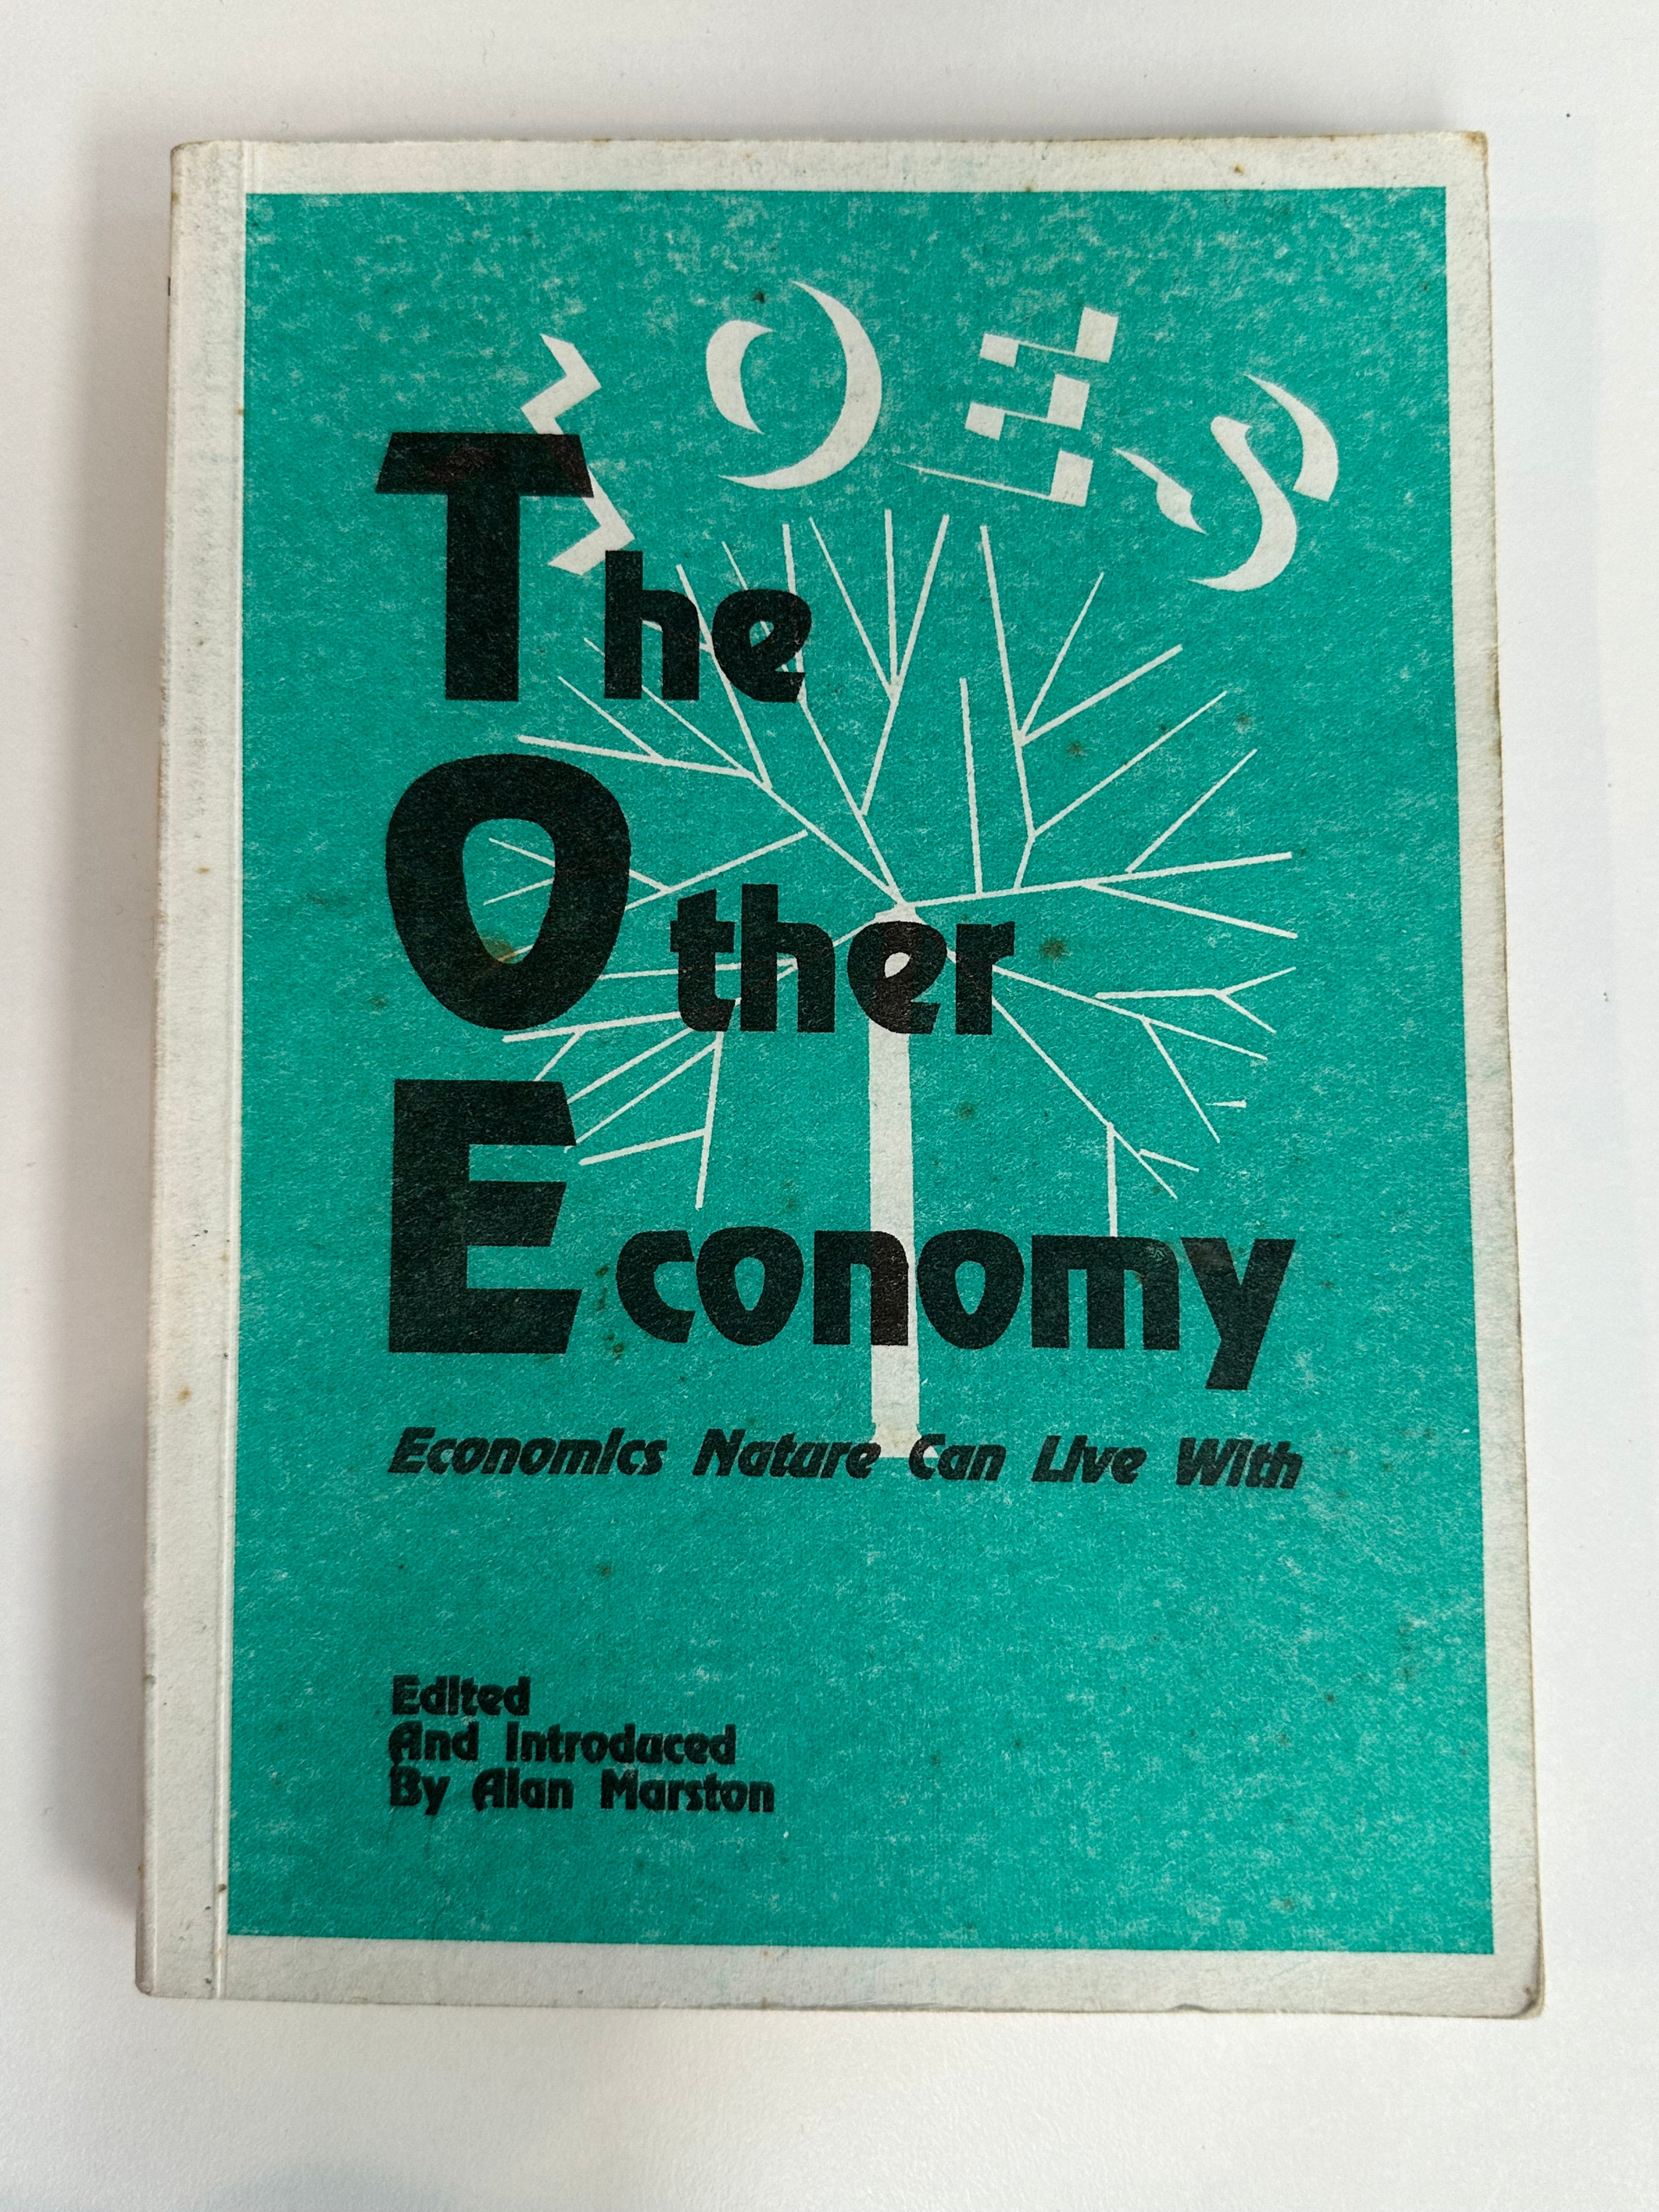 TOES
The
Other
Economy
Economics Nature Can Live With
Edited
And Introduced
By Alan Marston